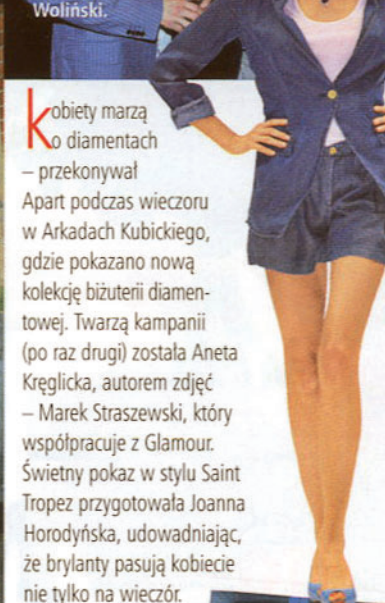 Woliński.
Kobiety marzą
o diamentach
– przekonywał
Apart podczas wieczoru
w Arkadach Kubickiego,
gdzie pokazano nową
kolekcję biżuterii diamen-
towej. Twarzą kampanii
(po raz drugi) została Aneta
Kręglicka, autorem zdjęć
– Marek Straszewski, który
współpracuje z Glamour.
Świetny pokaz w stylu Saint
Tropez przygotowała Joanna
Horodyńska, udowadniając,
że brylanty pasują kobiecie
nie tylko na wieczór.